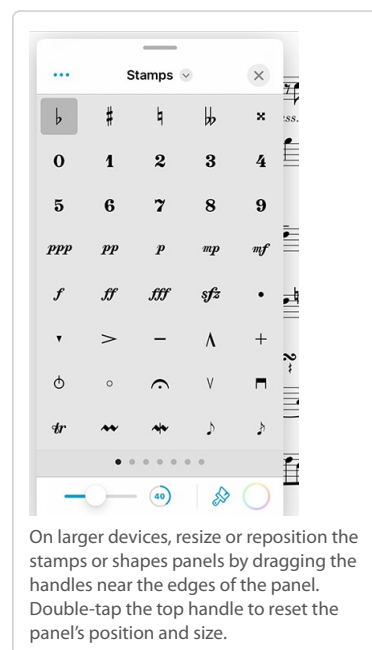 Stamps
ss.
0 1 2 3 4
5 6 7 8 9
ppp pp p mp mf
f ff fff sfz
tr
40
On larger devices, resize or reposition the
stamps or shapes panels by dragging the
handles near the edges of the panel.
Double-tap the top handle to reset the
panel's position and size.